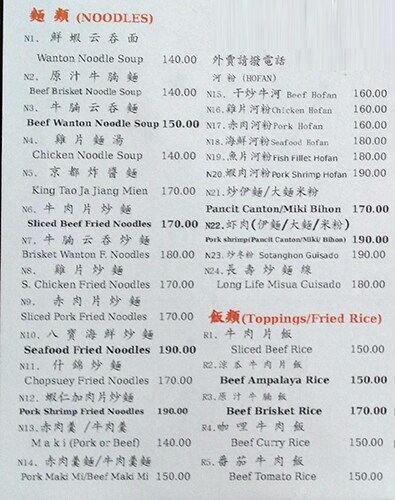 麵 類 (NOODLES)
N1. 鮮 蝦 云 吞 面
Wanton Noodle Soup 140.00
N2. 原 汁 牛 腩 麵
Beef Brisket Noodle Soup 140.00
N3. 牛 腩 云 吞 麵
Beef Wanton Noodle Soup 150.00
N4. 雞 片 麵 湯
Chicken Noodle Soup 140.00
N5. 京 都 炸 醬 麵
King Tao Ja Jiang Mien 170.00
N6. 牛 肉 片 炒 麵
Sliced Beef Fried Noodles 170.00
N7. 牛 腩 云 吞 炒 麵
Brisket Wanton F. Noodles 180.00
N8. 雞 片 炒 麵
S. Chicken Fried Noodles 170.00
N9. 赤 肉 片 炒 麵
Sliced Pork Fried Noodles 170.00
N10. 八 寶 海 鮮 炒 麵
Seafood Fried Noodles 190.00
N11. 什 錦 炒 麵
Chopsuey Fried Noodles 170.00
N12. 蝦仁加肉片炒麵
Pork Shrimp Fried Noodles 190.00
N13. 赤肉羹 /牛肉羹
M a k i (Pork or Beef) 140.00
N14. 赤肉羹麵/牛肉羹麵
Pork Maki Mi/Beef Maki Mi 150.00
外賣請撥電話
河 粉 (HOFAN)
N15. 干炒牛河 Beef Hofan 160.00
N16. 雞片河粉 Chicken Hofan 160.00
N17. 赤肉河粉 Pork Hofan 160.00
N18. 海鮮河粉 Seafood Hofan 180.00
N19. 魚片河粉 Fish Fillet Hofan 180.00
N20. 蝦肉河粉 Pork Shrimp Hofan 190.00
N21. 炒伊麵/大麵米粉
Pancit Canton/Miki Bihon 170.00
N22. 虾肉(伊麵/大麵/米粉)
Pork shrimp(Pancit Canton/Miki/ Bihon) 190.00
N23. 炒冬粉 Sotanghon Guisado 190.00
N24. 長 壽 炒 麵 線
Long Life Misua Guisado 180.00
飯類(Toppings/Fried Rice)
R1. 牛 肉 片 飯
Sliced Beef Rice 150.00
R2. 涼 瓜 牛 肉 片 飯
Beef Ampalaya Rice 150.00
R3. 原 汁 牛 腩 飯
Beef Brisket Rice 170.00
R4. 咖 哩 牛 肉 飯
Beef Curry Rice 150.00
R5. 番 茄 牛 肉 飯
Beef Tomato Rice 150.00